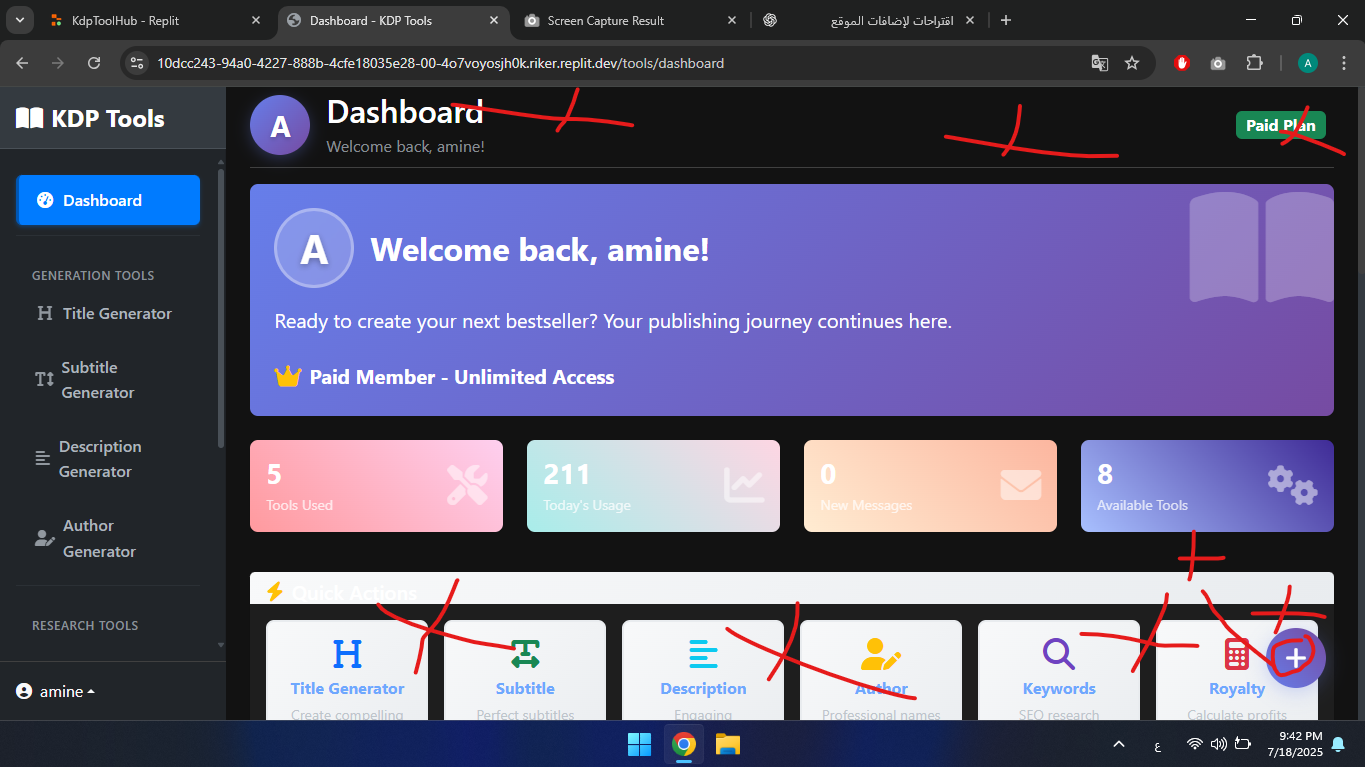 KdpToolHub - Replit
Dashboard - KDP Tools
Screen Capture Result
اقتراحات لإضافات الموقع
10dcc243-94a0-4227-888b-4cfe18035e28-00-4o7voyosjh0k.riker.replit.dev/tools/dashboard
A
KDP Tools
A
Dashboard
Welcome back, amine!
Paid Plan
Dashboard
GENERATION TOOLS
Title Generator
Subtitle
Generator
Description
Generator
Author
Generator
RESEARCH TOOLS
amine
A
Welcome back, amine!
Ready to create your next bestseller? Your publishing journey continues here.
Paid Member - Unlimited Access
5
Tools Used
211
Today's Usage
0
New Messages
8
Available Tools
Quick Actions
Title Generator
Create compelling
Subtitle
Perfect subtitles
Description
Engaging
Author
Professional names
Keywords
SEO research
Royalty
Calculate profits
ع
9:42 PM
7/18/2025